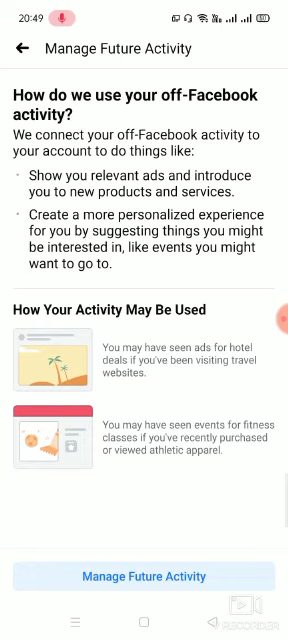 20:49
Manage Future Activity
How do we use your off-Facebook
activity?
We connect your off-Facebook activity to
your account to do things like:
· Show you relevant ads and introduce
you to new products and services.
· Create a more personalized experience
for you by suggesting things you might
be interested in, like events you might
want to go to.
How Your Activity May Be Used
You may have seen ads for hotel
deals if you've been visiting travel
websites.
You may have seen events for fitness
classes if you've recently purchased
or viewed athletic apparel.
Manage Future Activity
RECORDER